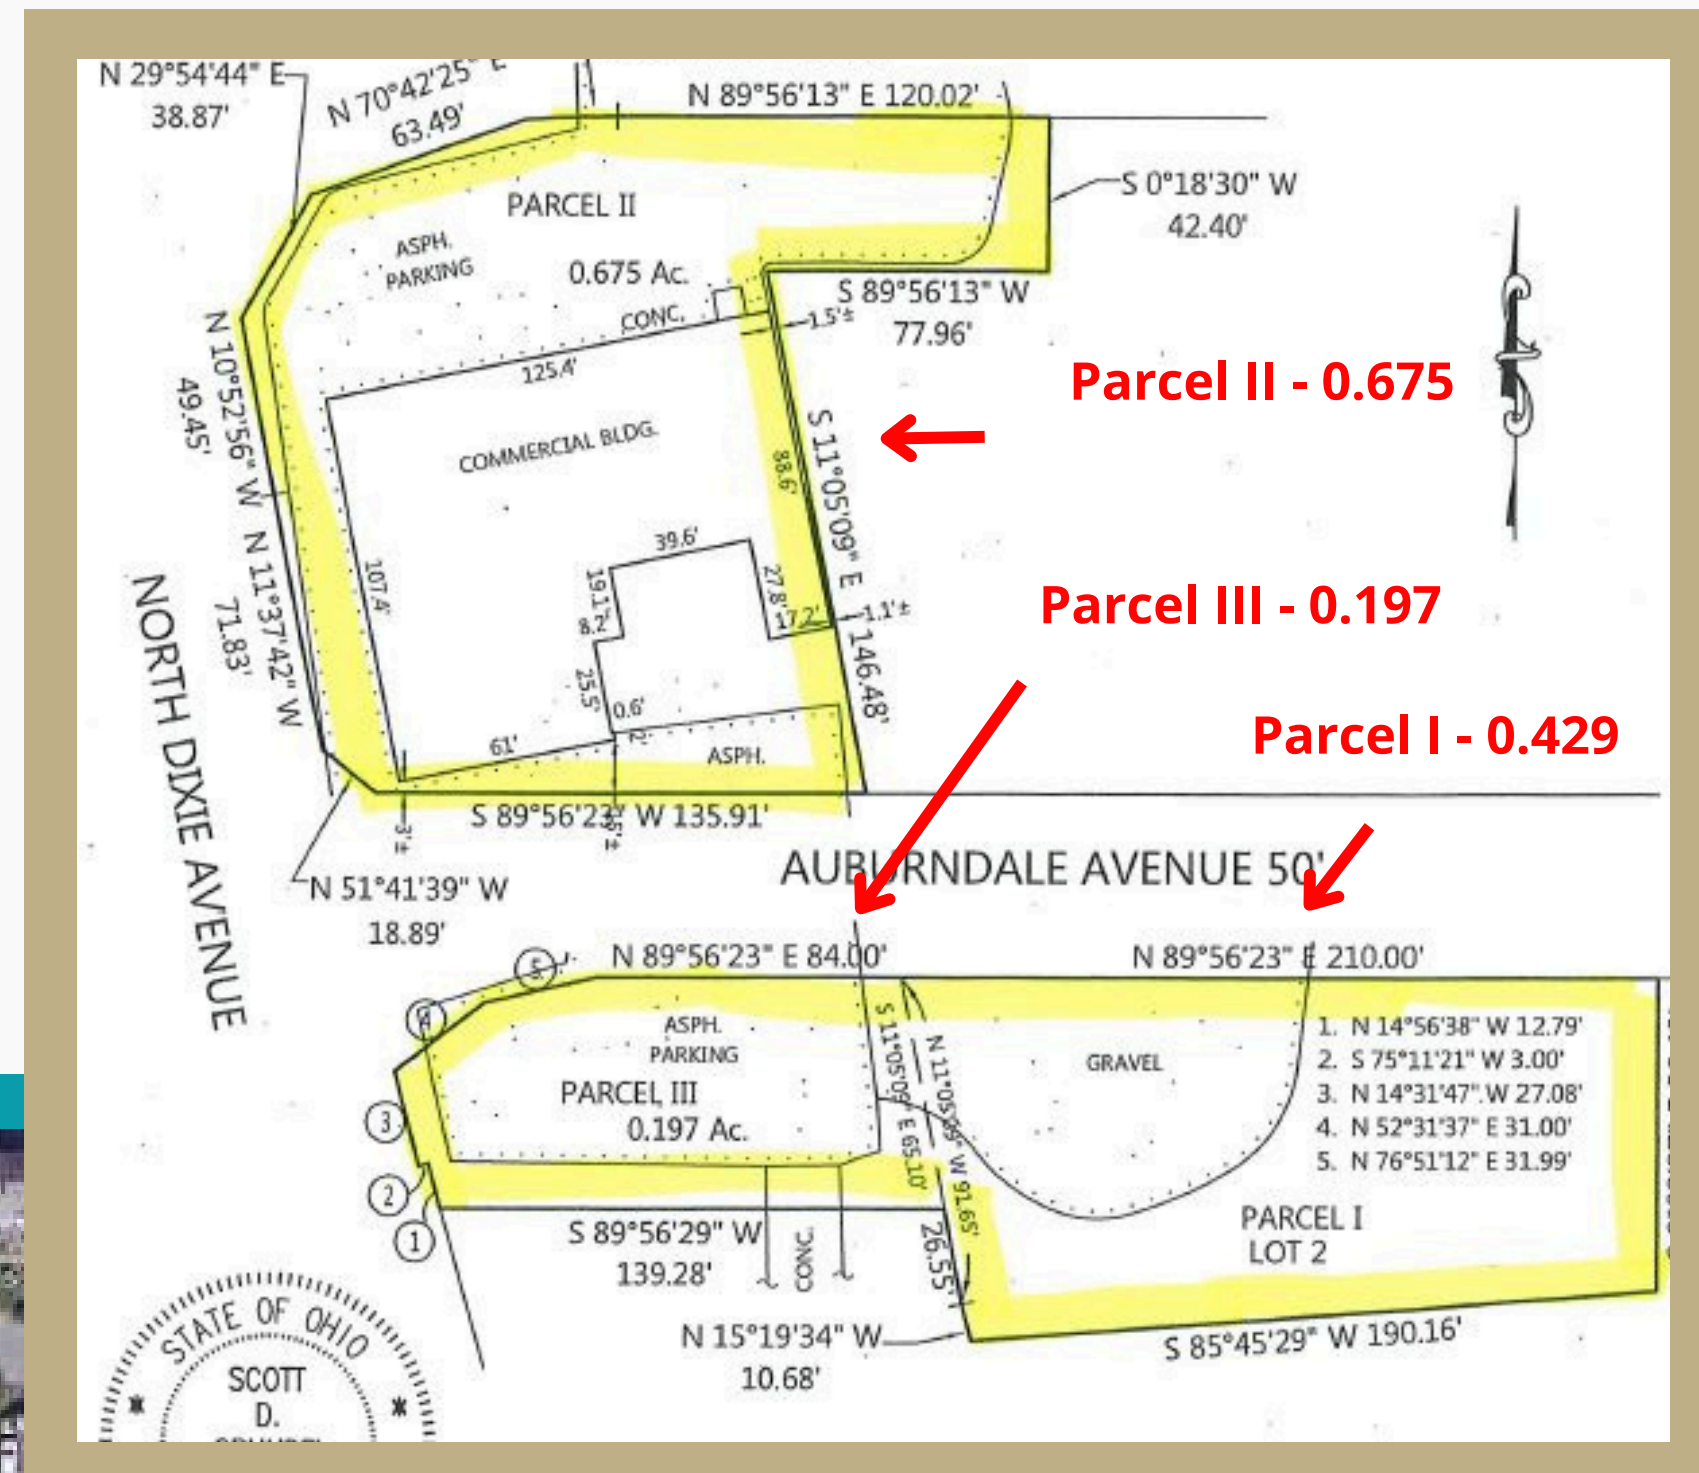 N 29°54'44" E
38.87'
N 70°42'25" E
63.49'
N 89°56'13" E 120.02'
S 0°18'30" W
42.40'
PARCEL II
ASPH.
PARKING
0.675 Ac.
CONC.
S 89°56'13" W
77.96'
1.5'±
125.4'
N 10°52'56" W
49.45'
Parcel II - 0.675
COMMERCIAL BLDG.
88.6'
S 11°05'09" E 146.48'
39.6'
19.1'
27.8'
8.2'
17.2'
1.1'±
107.4'
N 11°37'42" W
71.83'
Parcel III - 0.197
25.5'
0.6'
2'
61'
ASPH.
NORTH DIXIE AVENUE
Parcel I - 0.429
S 89°56'23" W 135.91'
3'±
N 51°41'39" W
18.89'
AUBURNDALE AVENUE 50'
N 89°56'23" E 84.00'
N 89°56'23" E 210.00'
5
4
3
2
1
ASPH.
PARKING
PARCEL III
0.197 Ac.
S 11°05'09" E 65.10'
N 11°05'09" W 91.65'
GRAVEL
1. N 14°56'38" W 12.79'
2. S 75°11'21" W 3.00'
3. N 14°31'47" W 27.08'
4. N 52°31'37" E 31.00'
5. N 76°51'12" E 31.99'
PARCEL I
LOT 2
S 89°56'29" W
139.28'
CONC.
26.55'
N 15°19'34" W
10.68'
S 85°45'29" W 190.16'
STATE OF OHIO
SCOTT
D.